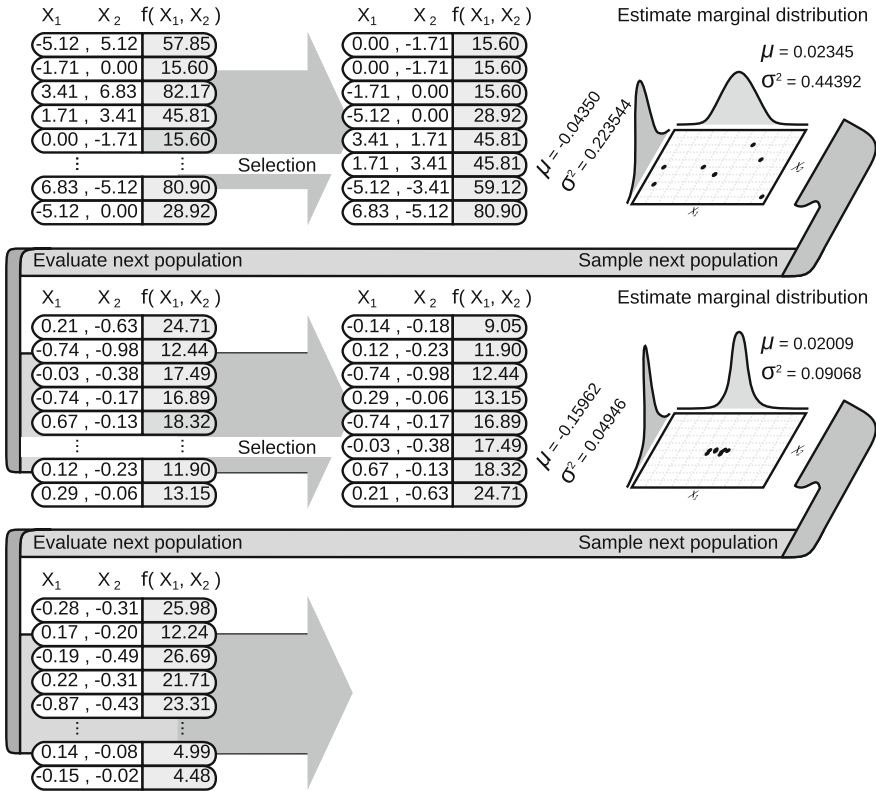 X1 X2 f( X1, X2 )
-5.12 , 5.12 57.85
-1.71 , 0.00 15.60
3.41 , 6.83 82.17
1.71 , 3.41 45.81
0.00 , -1.71 15.60
⋮ ⋮
6.83 , -5.12 80.90
-5.12 , 0.00 28.92
Selection
X1 X2 f( X1, X2 )
0.00 , -1.71 15.60
0.00 , -1.71 15.60
-1.71 , 0.00 15.60
-5.12 , 0.00 28.92
3.41 , 1.71 45.81
1.71 , 3.41 45.81
-5.12 , -3.41 59.12
6.83 , -5.12 80.90
Estimate marginal distribution
μ = 0.02345
σ² = 0.44392
μ = -0.04350
σ² = 0.223544
X1
X2
Evaluate next population
Sample next population
X1 X2 f( X1, X2 )
0.21 , -0.63 24.71
-0.74 , -0.98 12.44
-0.03 , -0.38 17.49
-0.74 , -0.17 16.89
0.67 , -0.13 18.32
⋮ ⋮
0.12 , -0.23 11.90
0.29 , -0.06 13.15
Selection
X1 X2 f( X1, X2 )
-0.14 , -0.18 9.05
0.12 , -0.23 11.90
-0.74 , -0.98 12.44
0.29 , -0.06 13.15
-0.74 , -0.17 16.89
-0.03 , -0.38 17.49
0.67 , -0.13 18.32
0.21 , -0.63 24.71
Estimate marginal distribution
μ = 0.02009
σ² = 0.09068
μ = -0.15962
σ² = 0.04946
X1
X2
Evaluate next population
Sample next population
X1 X2 f( X1, X2 )
-0.28 , -0.31 25.98
0.17 , -0.20 12.24
-0.19 , -0.49 26.69
0.22 , -0.31 21.71
-0.87 , -0.43 23.31
⋮ ⋮
0.14 , -0.08 4.99
-0.15 , -0.02 4.48